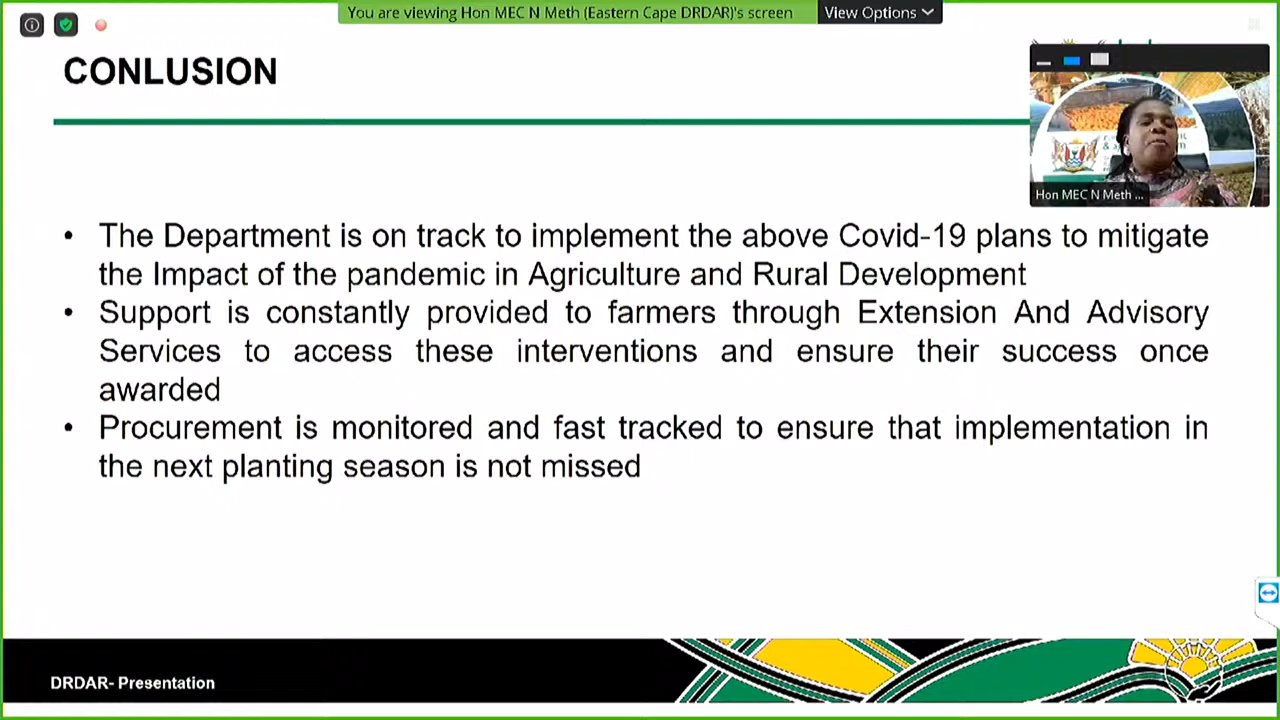 You are viewing Hon MEC N Meth (Eastern Cape DRDAR)'s screen
View Options
CONLUSION
Hon MEC N Meth ...
• The Department is on track to implement the above Covid-19 plans to mitigate
the Impact of the pandemic in Agriculture and Rural Development
• Support is constantly provided to farmers through Extension And Advisory
Services to access these interventions and ensure their success once
awarded
• Procurement is monitored and fast tracked to ensure that implementation in
the next planting season is not missed
DRDAR- Presentation